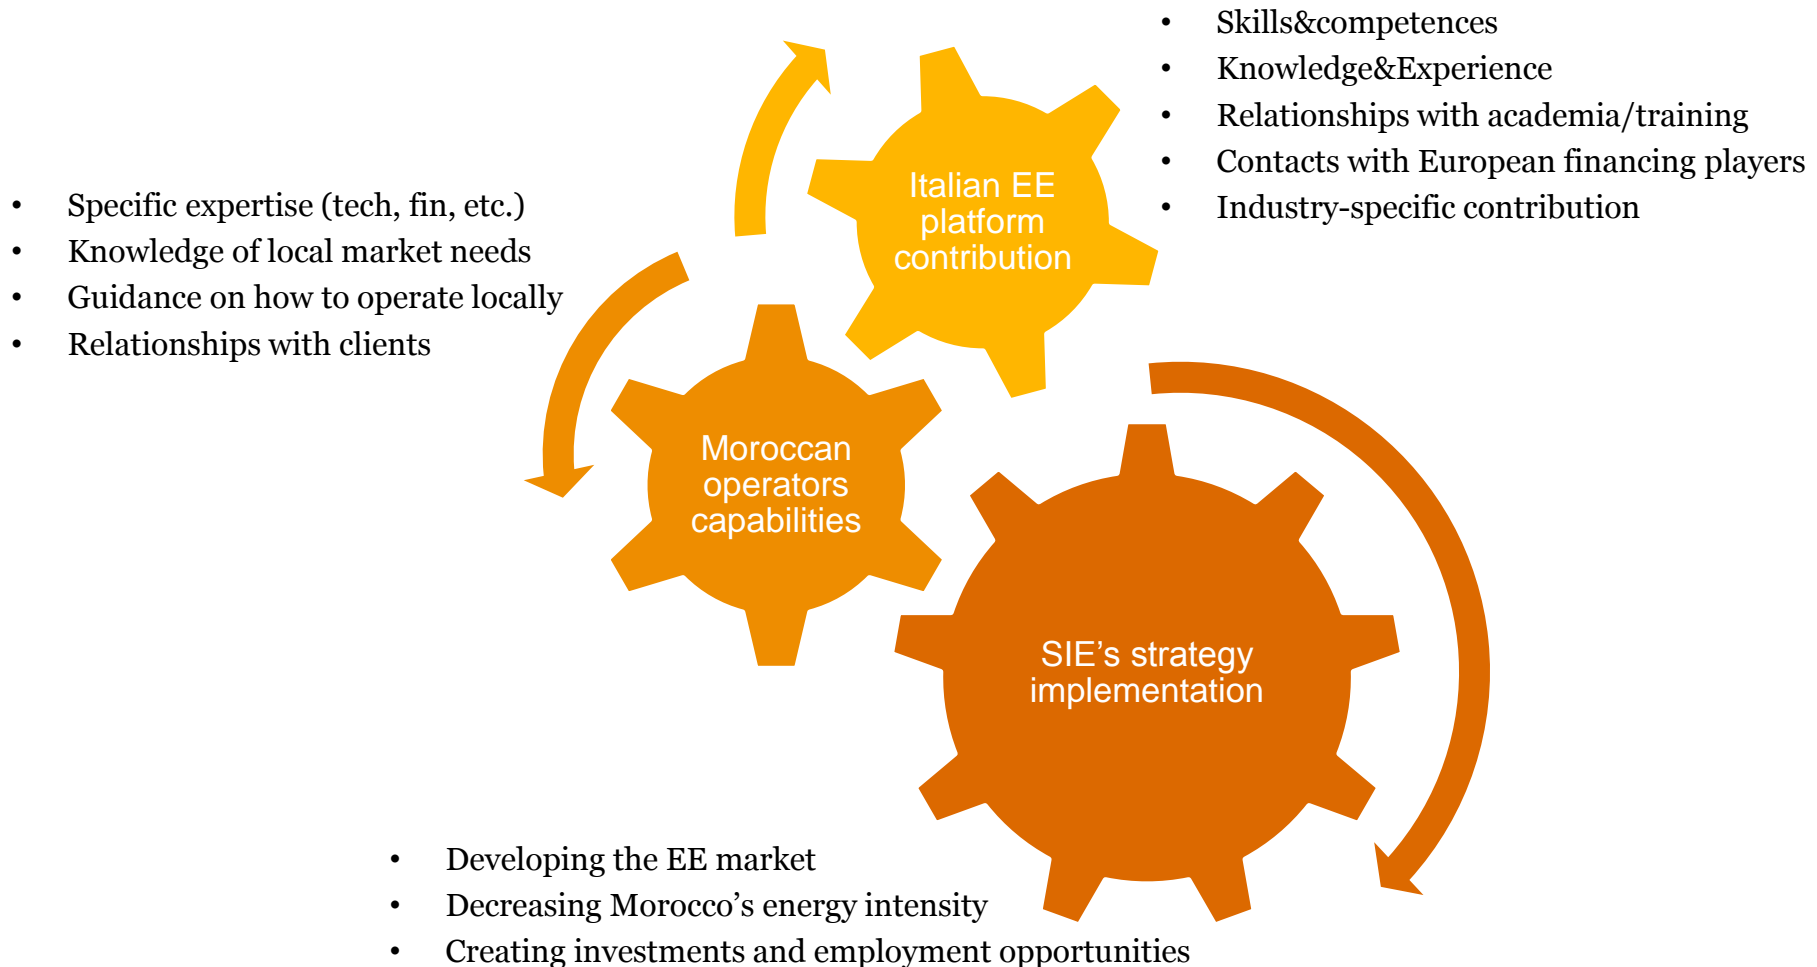 • Skills&competences
• Knowledge&Experience
• Relationships with academia/training
• Contacts with European financing players
• Industry-specific contribution
Italian EE
platform
contribution
• Specific expertise (tech, fin, etc.)
• Knowledge of local market needs
• Guidance on how to operate locally
• Relationships with clients
Moroccan
operators
capabilities
SIE’s strategy
implementation
• Developing the EE market
• Decreasing Morocco’s energy intensity
• Creating investments and employment opportunities